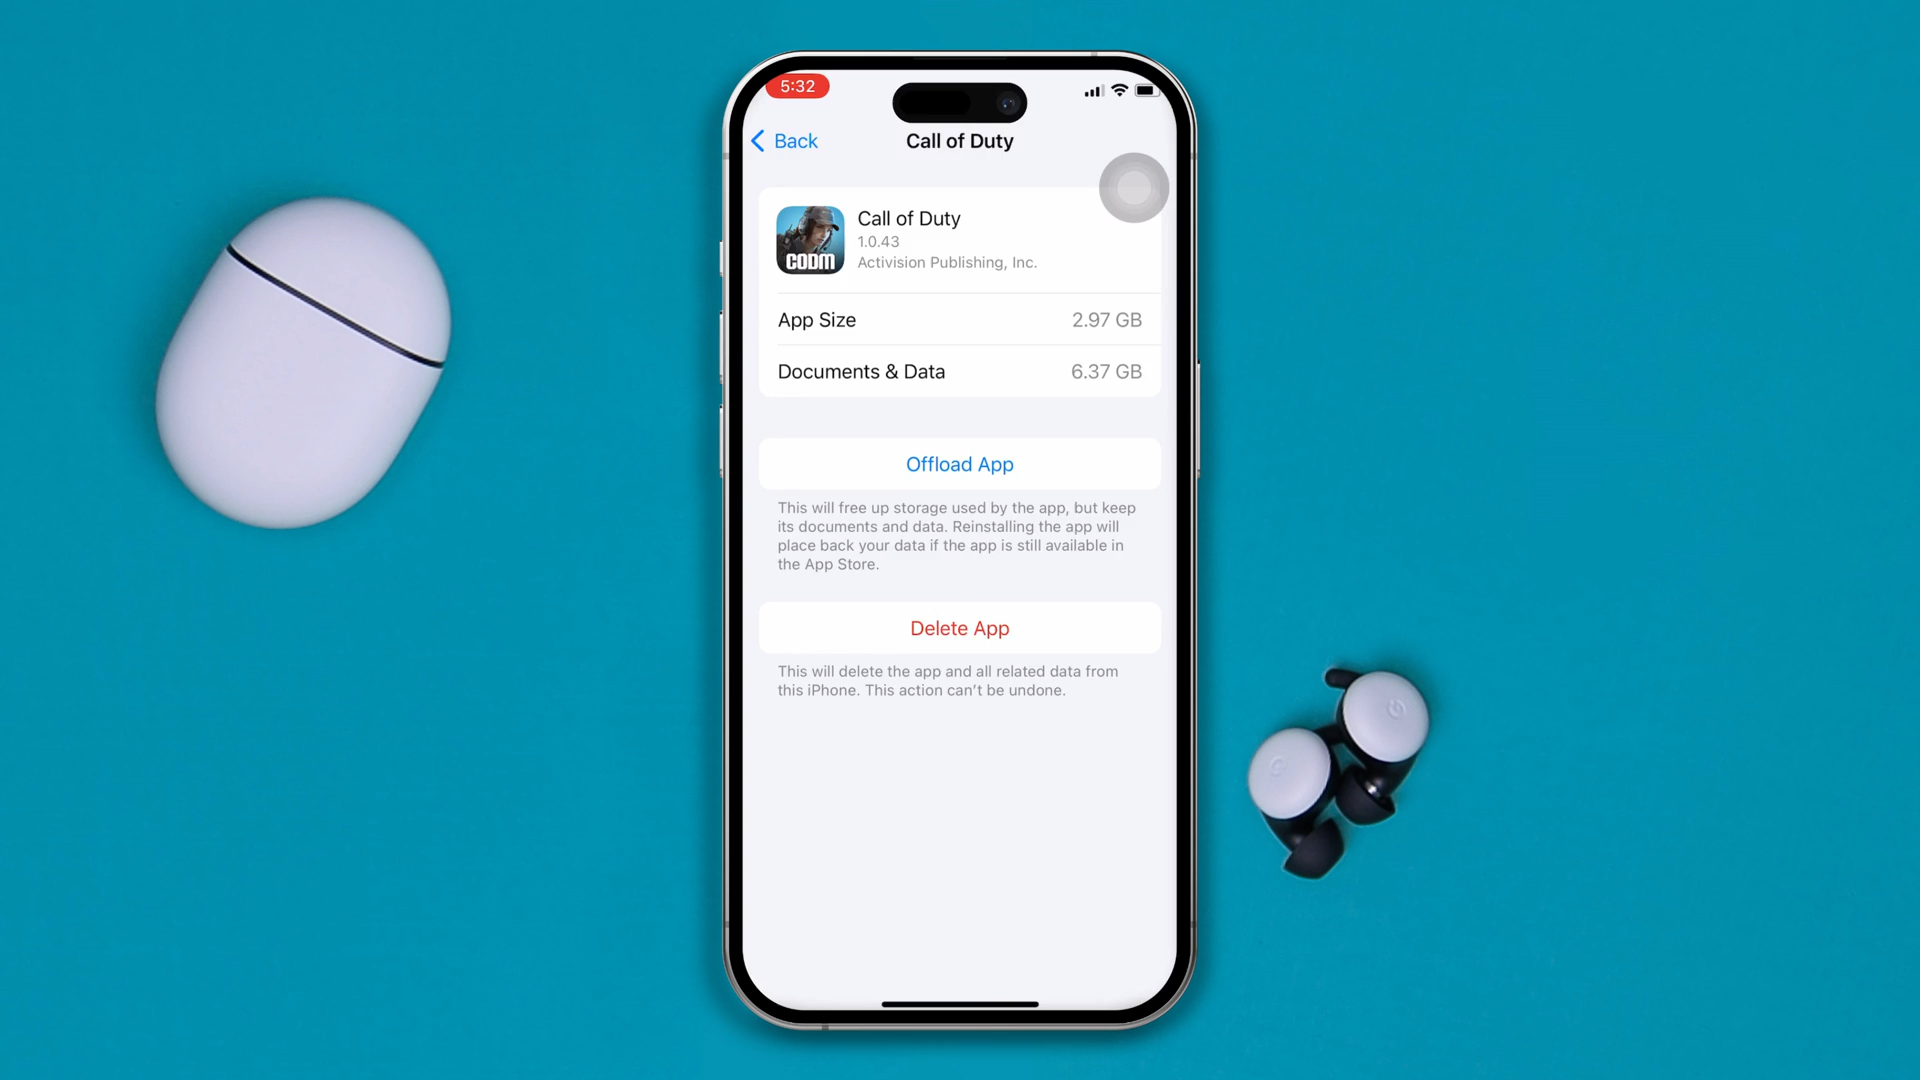 5:32
Back
Call of Duty
Call of Duty
1.0.43
Activision Publishing, Inc.
CODM
App Size
2.97 GB
Documents & Data
6.37 GB
Offload App
This will free up storage used by the app, but keep
its documents and data. Reinstalling the app will
place back your data if the app is still available in
the App Store.
Delete App
This will delete the app and all related data from
this iPhone. This action can’t be undone.